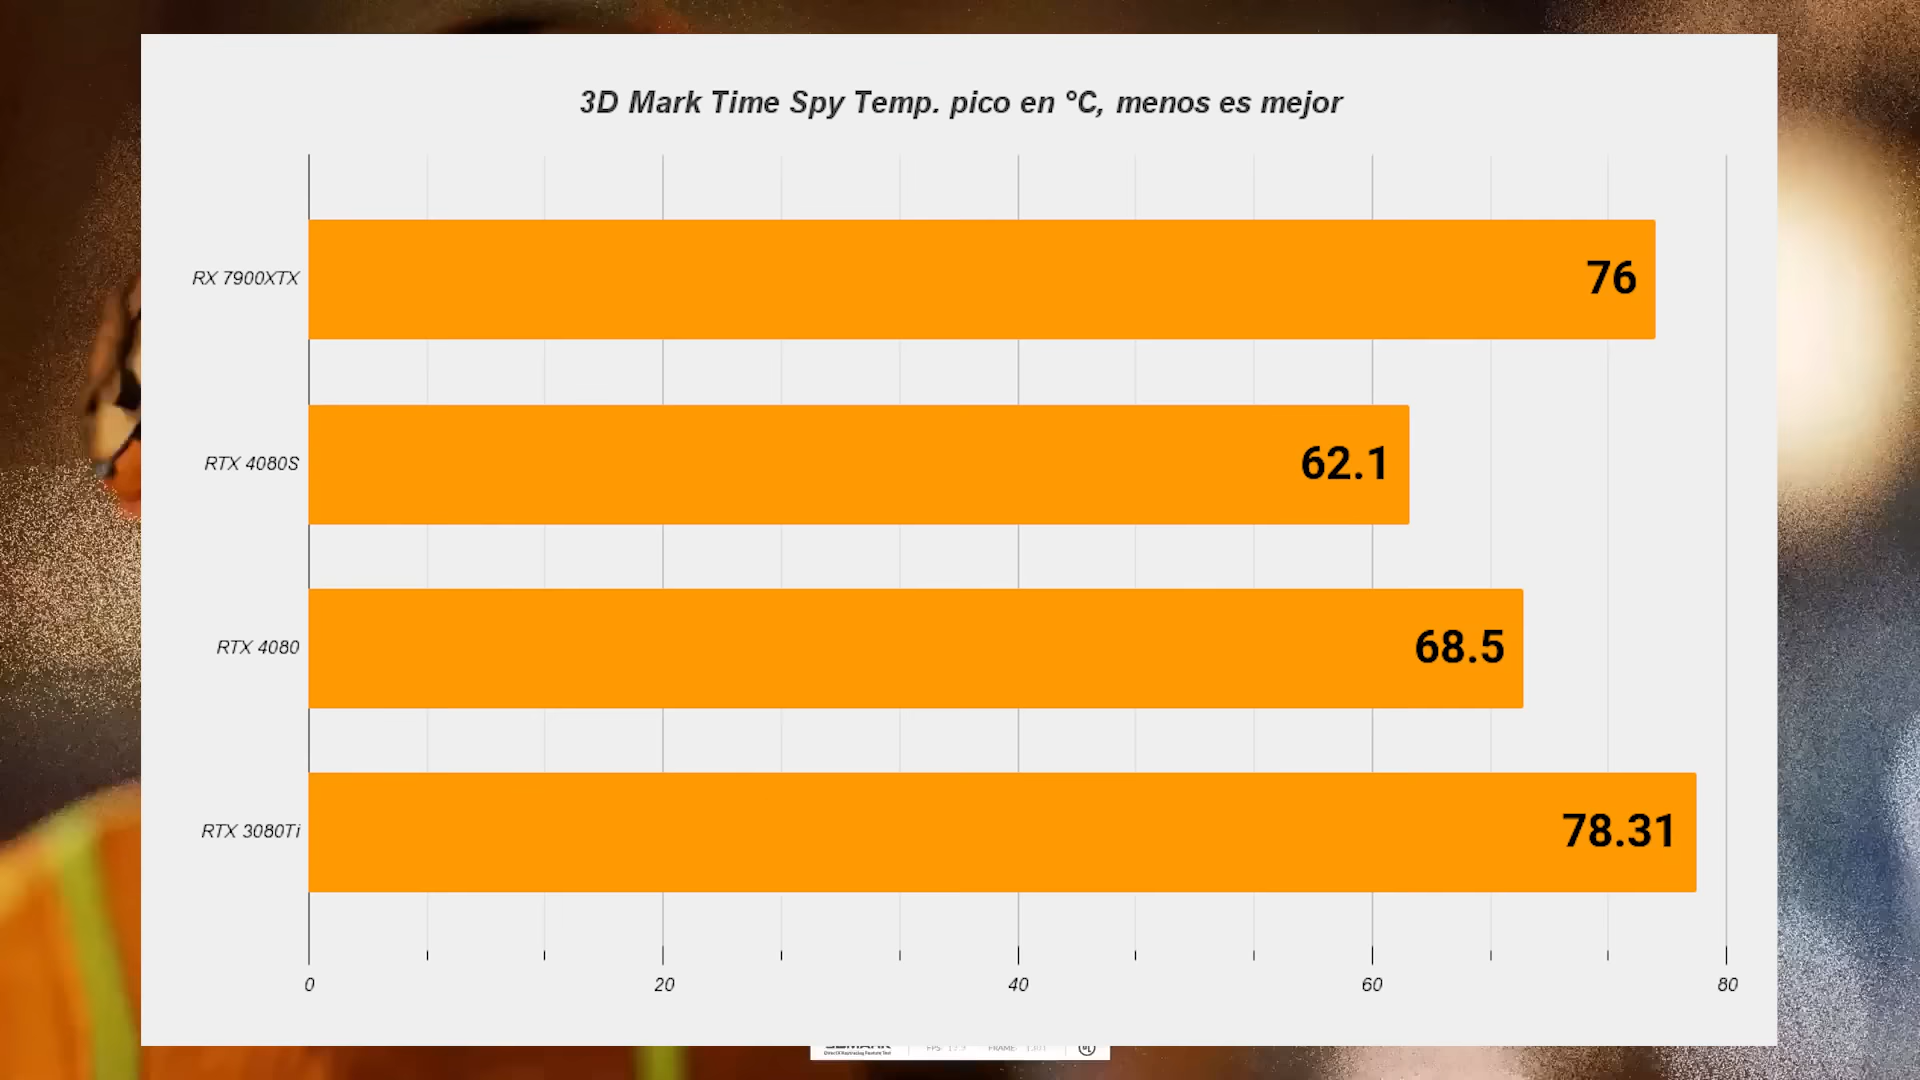 3D Mark Time Spy Temp. pico en °C, menos es mejor
RX 7900XTX
76
RTX 4080S
62.1
RTX 4080
68.5
RTX 3080Ti
78.31
0 20 40 60 80